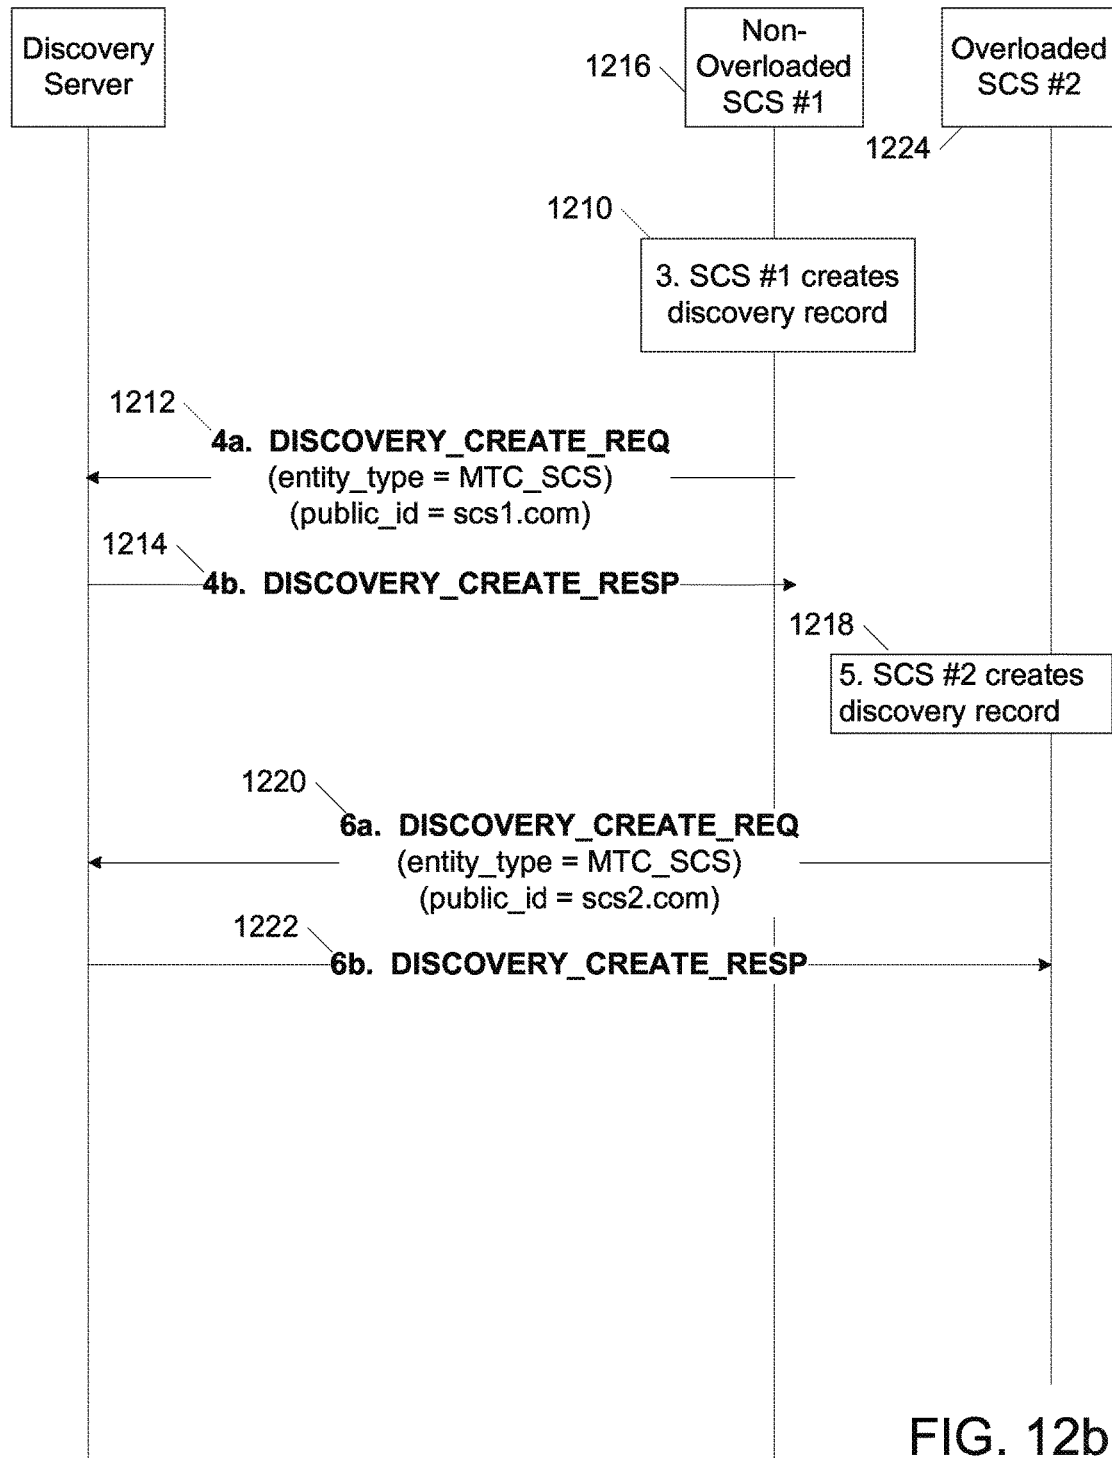 Discovery
Server
1216
Non-
Overloaded
SCS #1
Overloaded
SCS #2
1224
1210
3. SCS #1 creates
discovery record
1212
4a. DISCOVERY_CREATE_REQ
(entity_type = MTC_SCS)
(public_id = scs1.com)
1214
4b. DISCOVERY_CREATE_RESP
1218
5. SCS #2 creates
discovery record
1220
6a. DISCOVERY_CREATE_REQ
(entity_type = MTC_SCS)
(public_id = scs2.com)
1222
6b. DISCOVERY_CREATE_RESP
FIG. 12b